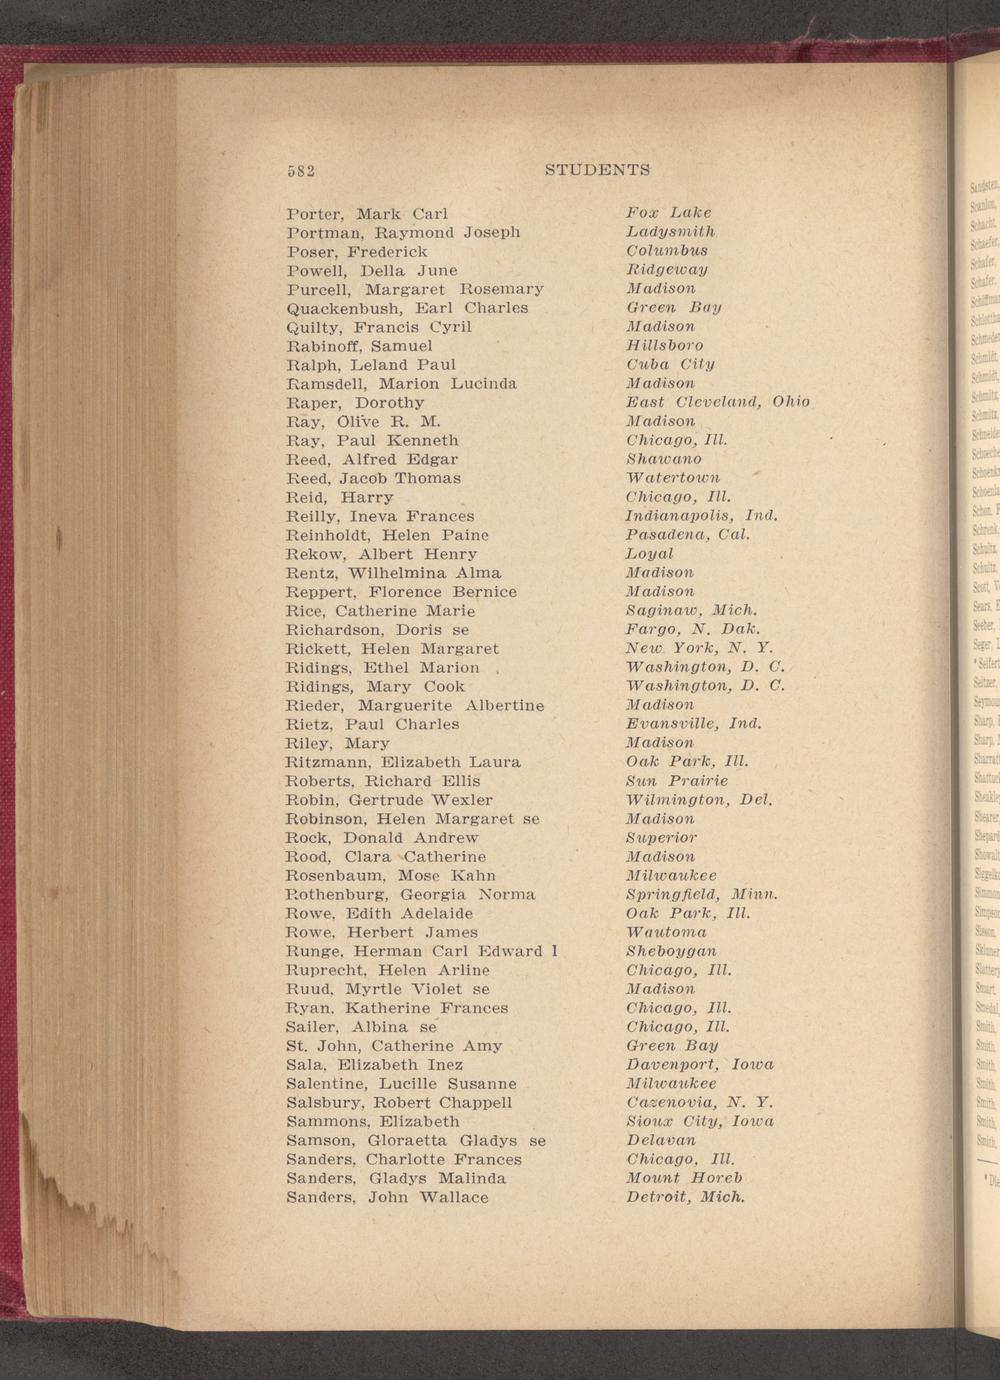 582 STUDENTS
Porter, Mark Carl Fox Lake
Portman, Raymond Joseph Ladysmith
Poser, Frederick Columbus
Powell, Della June Ridgeway
Purcell, Margaret Rosemary Madison
Quackenbush, Earl Charles Green Bay
Quilty, Francis Cyril Madison
Rabinoff, Samuel Hillsboro
Ralph, Leland Paul Cuba City
Ramsdell, Marion Lucinda Madison
Raper, Dorothy East Cleveland, Ohio
Ray, Olive R. M. Madison
Ray, Paul Kenneth Chicago, Ill.
Reed, Alfred Edgar Shawano
Reed, Jacob Thomas Watertown
Reid, Harry Chicago, Ill.
Reilly, Ineva Frances Indianapolis, Ind.
Reinholdt, Helen Paine Pasadena, Cal.
Rekow, Albert Henry Loyal
Rentz, Wilhelmina Alma Madison
Reppert, Florence Bernice Madison
Rice, Catherine Marie Saginaw, Mich.
Richardson, Doris se Fargo, N. Dak.
Rickett, Helen Margaret New York, N. Y.
Ridings, Ethel Marion Washington, D. C.
Ridings, Mary Cook Washington, D. C.
Rieder, Marguerite Albertine Madison
Rietz, Paul Charles Evansville, Ind.
Riley, Mary Madison
Ritzmann, Elizabeth Laura Oak Park, Ill.
Roberts, Richard Ellis Sun Prairie
Robin, Gertrude Wexler Wilmington, Del.
Robinson, Helen Margaret se Madison
Rock, Donald Andrew Superior
Rood, Clara Catherine Madison
Rosenbaum, Mose Kahn Milwaukee
Rothenburg, Georgia Norma Springfield, Minn.
Rowe, Edith Adelaide Oak Park, Ill.
Rowe, Herbert James Wautoma
Runge, Herman Carl Edward l Sheboygan
Ruprecht, Helen Arline Chicago, Ill.
Ruud, Myrtle Violet se Madison
Ryan, Katherine Frances Chicago, Ill.
Sailer, Albina se Chicago, Ill.
St. John, Catherine Amy Green Bay
Sala, Elizabeth Inez Davenport, Iowa
Salentine, Lucille Susanne Milwaukee
Salsbury, Robert Chappell Cazenovia, N. Y.
Sammons, Elizabeth Sioux City, Iowa
Samson, Gloraetta Gladys se Delavan
Sanders, Charlotte Frances Chicago, Ill.
Sanders, Gladys Malinda Mount Horeb
Sanders, John Wallace Detroit, Mich.